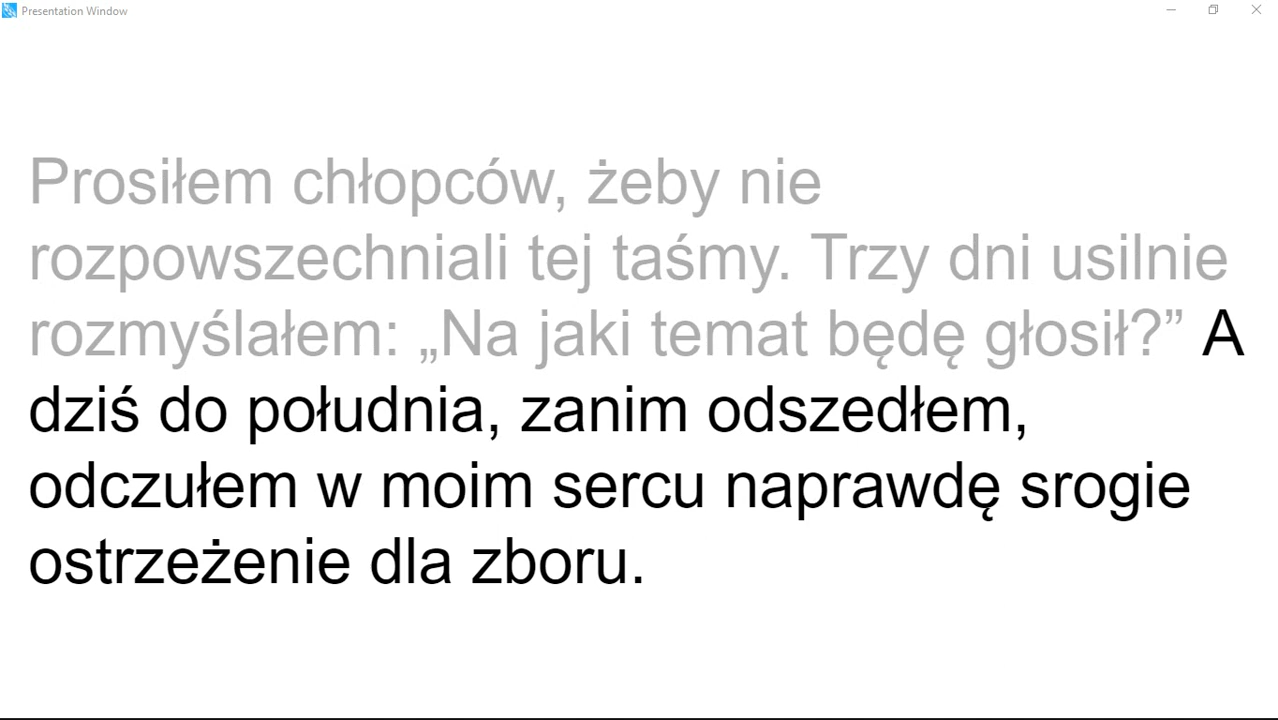 Presentation Window
Prosiłem chłopców, żeby nie
rozpowszechniali tej taśmy. Trzy dni usilnie
rozmyślałem: „Na jaki temat będę głosił?” A
dziś do południa, zanim odszedłem,
odczułem w moim sercu naprawdę srogie
ostrzeżenie dla zboru.